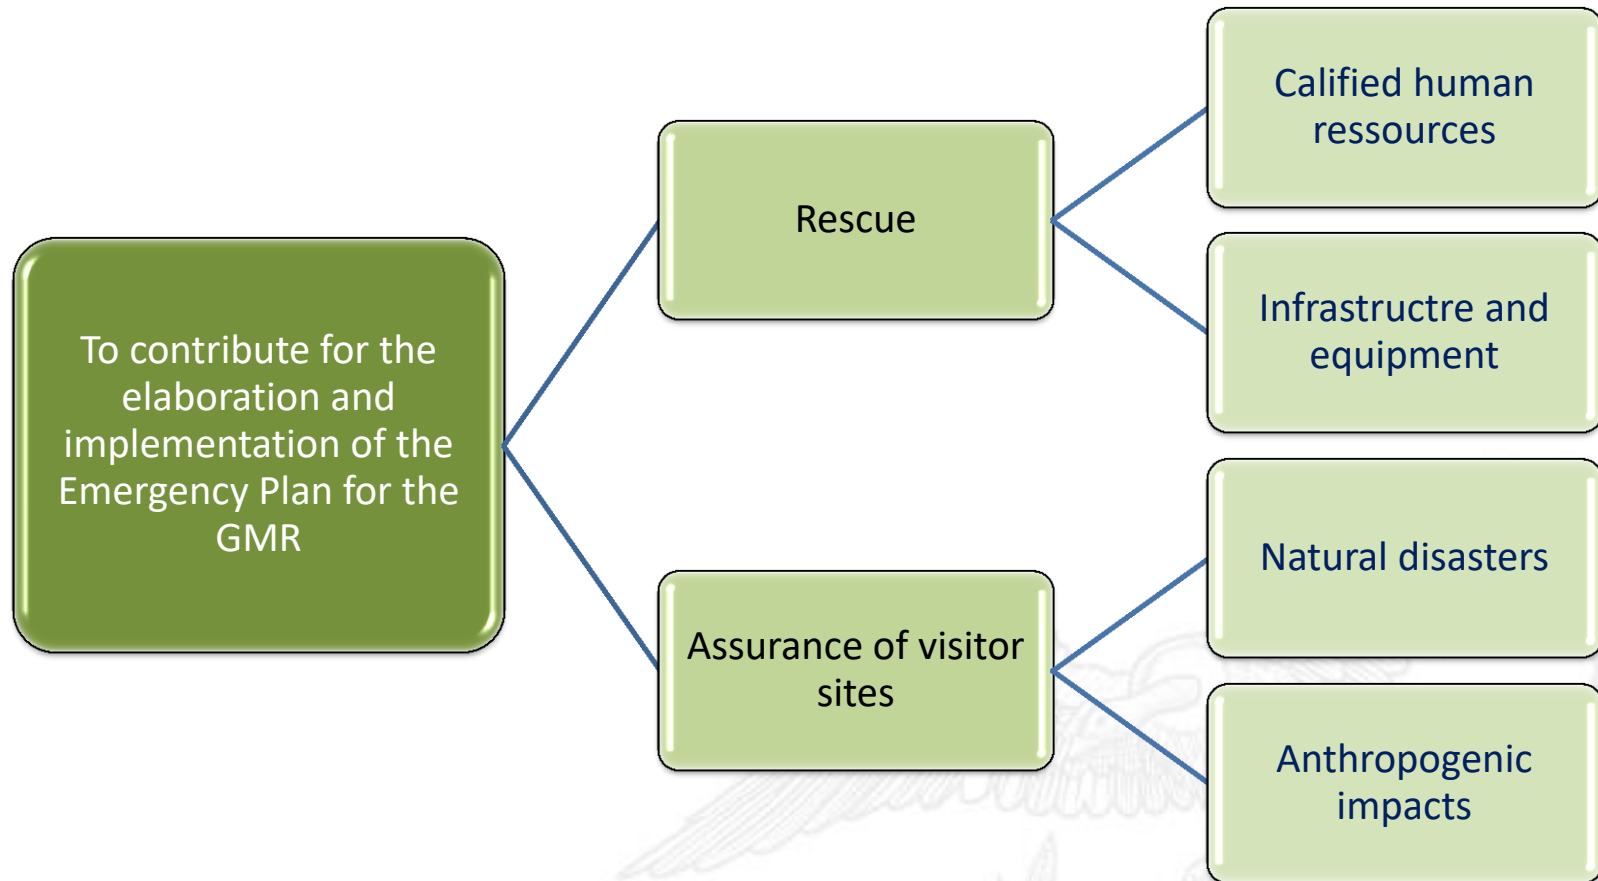 To contribute for the
elaboration and
implementation of the
Emergency Plan for the
GMR
Rescue
Calified human
ressources
Infrastructre and
equipment
Assurance of visitor
sites
Natural disasters
Anthropogenic
impacts